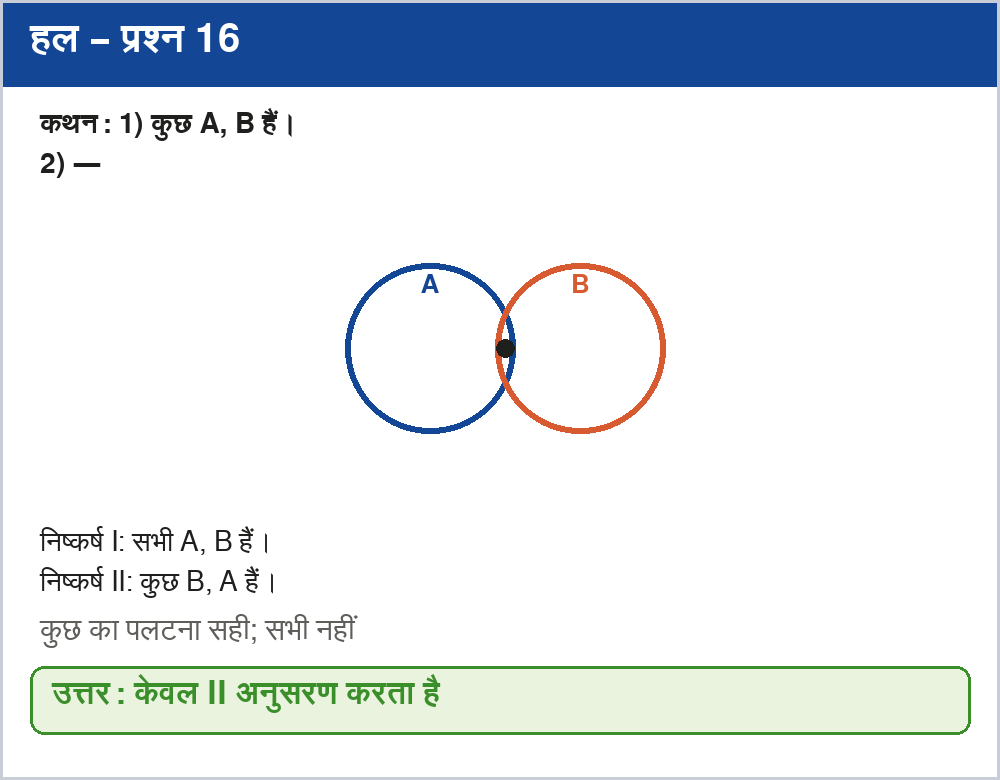 हल – प्रश्न 16
कथन : 1) कुछ A, B हैं।
2) —
A
B
निष्कर्ष I: सभी A, B हैं।
निष्कर्ष II: कुछ B, A हैं।
कुछ का पलटना सही; सभी नहीं
उत्तर : केवल II अनुसरण करता है